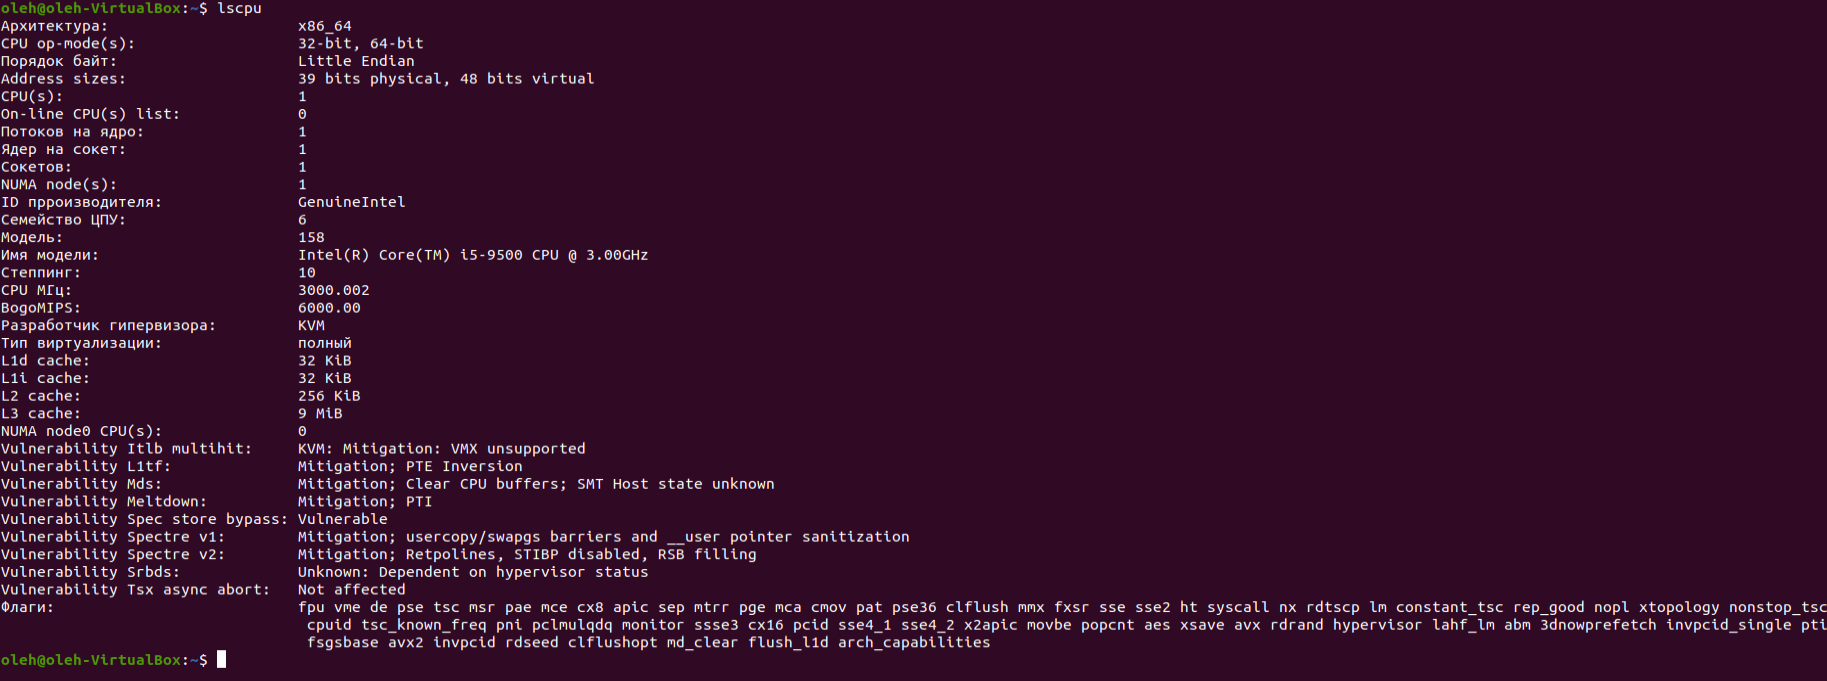 oleh@oleh-VirtualBox:~$ lscpu
Архитектура: x86_64
CPU op-mode(s): 32-bit, 64-bit
Порядок байт: Little Endian
Address sizes: 39 bits physical, 48 bits virtual
CPU(s): 1
On-line CPU(s) list: 0
Потоков на ядро: 1
Ядер на сокет: 1
Сокетов: 1
NUMA node(s): 1
ID прроизводителя: GenuineIntel
Семейство ЦПУ: 6
Модель: 158
Имя модели: Intel(R) Core(TM) i5-9500 CPU @ 3.00GHz
Степпинг: 10
CPU МГц: 3000.002
BogoMIPS: 6000.00
Разработчик гипервизора: KVM
Тип виртуализации: полный
L1d cache: 32 KiB
L1i cache: 32 KiB
L2 cache: 256 KiB
L3 cache: 9 MiB
NUMA node0 CPU(s): 0
Vulnerability Itlb multihit: KVM: Mitigation: VMX unsupported
Vulnerability L1tf: Mitigation; PTE Inversion
Vulnerability Mds: Mitigation; Clear CPU buffers; SMT Host state unknown
Vulnerability Meltdown: Mitigation; PTI
Vulnerability Spec store bypass: Vulnerable
Vulnerability Spectre v1: Mitigation; usercopy/swapgs barriers and __user pointer sanitization
Vulnerability Spectre v2: Mitigation; Retpolines, STIBP disabled, RSB filling
Vulnerability Srbds: Unknown: Dependent on hypervisor status
Vulnerability Tsx async abort: Not affected
Флаги: fpu vme de pse tsc msr pae mce cx8 apic sep mtrr pge mca cmov pat pse36 clflush mmx fxsr sse sse2 ht syscall nx rdtscp lm constant_tsc rep_good nopl xtopology nonstop_tsc
cpuid tsc_known_freq pni pclmulqdq monitor ssse3 cx16 pcid sse4_1 sse4_2 x2apic movbe popcnt aes xsave avx rdrand hypervisor lahf_lm abm 3dnowprefetch invpcid_single pti
fsgsbase avx2 invpcid rdseed clflushopt md_clear flush_l1d arch_capabilities
oleh@oleh-VirtualBox:~$